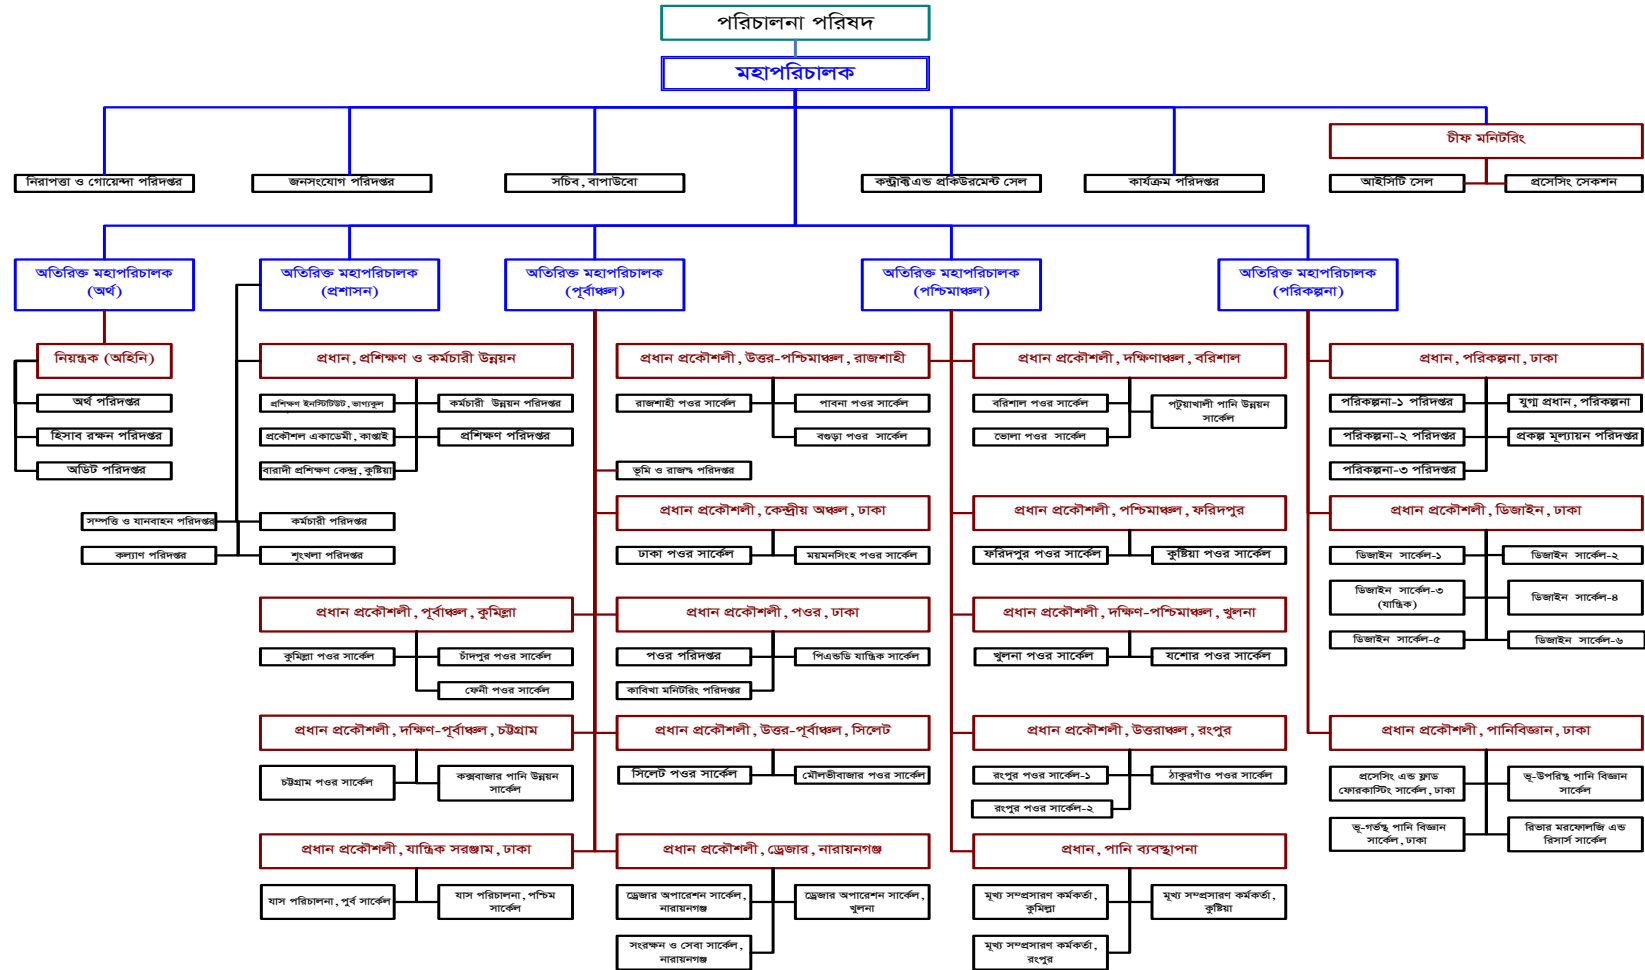 পরিচালনা পরিষদ
মহাপরিচালক
চীফ মনিটরিং
নিরাপত্তা ও গোয়েন্দা পরিদপ্তর
জনসংযোগ পরিদপ্তর
সচিব, বাপাউবো
কন্ট্রাক্ট এন্ড প্রকিউরমেন্ট সেল
কার্যক্রম পরিদপ্তর
আইসিটি সেল
প্রসেসিং সেকশন
অতিরিক্ত মহাপরিচালক
(অর্থ)
অতিরিক্ত মহাপরিচালক
(প্রশাসন)
অতিরিক্ত মহাপরিচালক
(পূর্বাঞ্চল)
অতিরিক্ত মহাপরিচালক
(পশ্চিমাঞ্চল)
অতিরিক্ত মহাপরিচালক
(পরিকল্পনা)
নিয়ন্ত্রক (অহিনি)
অর্থ পরিদপ্তর
হিসাব রক্ষন পরিদপ্তর
অডিট পরিদপ্তর
প্রধান, প্রশিক্ষণ ও কর্মচারী উন্নয়ন
প্রশিক্ষণ ইনস্টিটিউট, ভাগ্যকুল
কর্মচারী উন্নয়ন পরিদপ্তর
প্রকৌশল একাডেমী, কাপ্তাই
প্রশিক্ষণ পরিদপ্তর
বারাদী প্রশিক্ষণ কেন্দ্র, কুষ্টিয়া
সম্পত্তি ও যানবাহন পরিদপ্তর
কর্মচারী পরিদপ্তর
কল্যাণ পরিদপ্তর
শৃংখলা পরিদপ্তর
প্রধান প্রকৌশলী, পূর্বাঞ্চল, কুমিল্লা
কুমিল্লা পওর সার্কেল
চাঁদপুর পওর সার্কেল
ফেনী পওর সার্কেল
প্রধান প্রকৌশলী, দক্ষিণ-পূর্বাঞ্চল, চট্টগ্রাম
চট্টগ্রাম পওর সার্কেল
কক্সবাজার পানি উন্নয়ন
সার্কেল
প্রধান প্রকৌশলী, যান্ত্রিক সরঞ্জাম, ঢাকা
যাস পরিচালনা, পুর্ব সার্কেল
যাস পরিচালনা, পশ্চিম
সার্কেল
প্রধান প্রকৌশলী, উত্তর-পশ্চিমাঞ্চল, রাজশাহী
রাজশাহী পওর সার্কেল
পাবনা পওর সার্কেল
বগুড়া পওর সার্কেল
ভূমি ও রাজস্ব পরিদপ্তর
প্রধান প্রকৌশলী, কেন্দ্রীয় অঞ্চল, ঢাকা
ঢাকা পওর সার্কেল
ময়মনসিংহ পওর সার্কেল
প্রধান প্রকৌশলী, পওর, ঢাকা
পওর পরিদপ্তর
পিএন্ডডি যান্ত্রিক সার্কেল
কাবিখা মনিটরিং পরিদপ্তর
প্রধান প্রকৌশলী, উত্তর-পূর্বাঞ্চল, সিলেট
সিলেট পওর সার্কেল
মৌলভীবাজার পওর সার্কেল
প্রধান প্রকৌশলী, ড্রেজার, নারায়নগঞ্জ
ড্রেজার অপারেশন সার্কেল,
নারায়নগঞ্জ
ড্রেজার অপারেশন সার্কেল,
খুলনা
সংরক্ষন ও সেবা সার্কেল,
নারায়নগঞ্জ
প্রধান প্রকৌশলী, দক্ষিণাঞ্চল, বরিশাল
বরিশাল পওর সার্কেল
পটুয়াখালী পানি উন্নয়ন
সার্কেল
ভোলা পওর সার্কেল
প্রধান প্রকৌশলী, পশ্চিমাঞ্চল, ফরিদপুর
ফরিদপুর পওর সার্কেল
কুষ্টিয়া পওর সার্কেল
প্রধান প্রকৌশলী, দক্ষিণ-পশ্চিমাঞ্চল, খুলনা
খুলনা পওর সার্কেল
যশোর পওর সার্কেল
প্রধান প্রকৌশলী, উত্তরাঞ্চল, রংপুর
রংপুর পওর সার্কেল-১
ঠাকুরগাঁও পওর সার্কেল
রংপুর পওর সার্কেল-২
প্রধান, পানি ব্যবস্থাপনা
মূখ্য সম্প্রসারণ কর্মকর্তা,
কুমিল্লা
মূখ্য সম্প্রসারণ কর্মকর্তা,
কুষ্টিয়া
মূখ্য সম্প্রসারণ কর্মকর্তা,
রংপুর
প্রধান, পরিকল্পনা, ঢাকা
পরিকল্পনা-১ পরিদপ্তর
যুগ্ম প্রধান, পরিকল্পনা
পরিকল্পনা-২ পরিদপ্তর
প্রকল্প মূল্যায়ন পরিদপ্তর
পরিকল্পনা-৩ পরিদপ্তর
প্রধান প্রকৌশলী, ডিজাইন, ঢাকা
ডিজাইন সার্কেল-১
ডিজাইন সার্কেল-২
ডিজাইন সার্কেল-৩
(যান্ত্রিক)
ডিজাইন সার্কেল-৪
ডিজাইন সার্কেল-৫
ডিজাইন সার্কেল-৬
প্রধান প্রকৌশলী, পানিবিজ্ঞান, ঢাকা
প্রসেসিং এন্ড ফ্লাড
ফোরকাস্টিং সার্কেল, ঢাকা
ভূ-উপরিস্থ পানি বিজ্ঞান
সার্কেল
ভূ-গর্ভস্থ পানি বিজ্ঞান
সার্কেল, ঢাকা
রিভার মরফোলজি এন্ড
রিসার্স সার্কেল